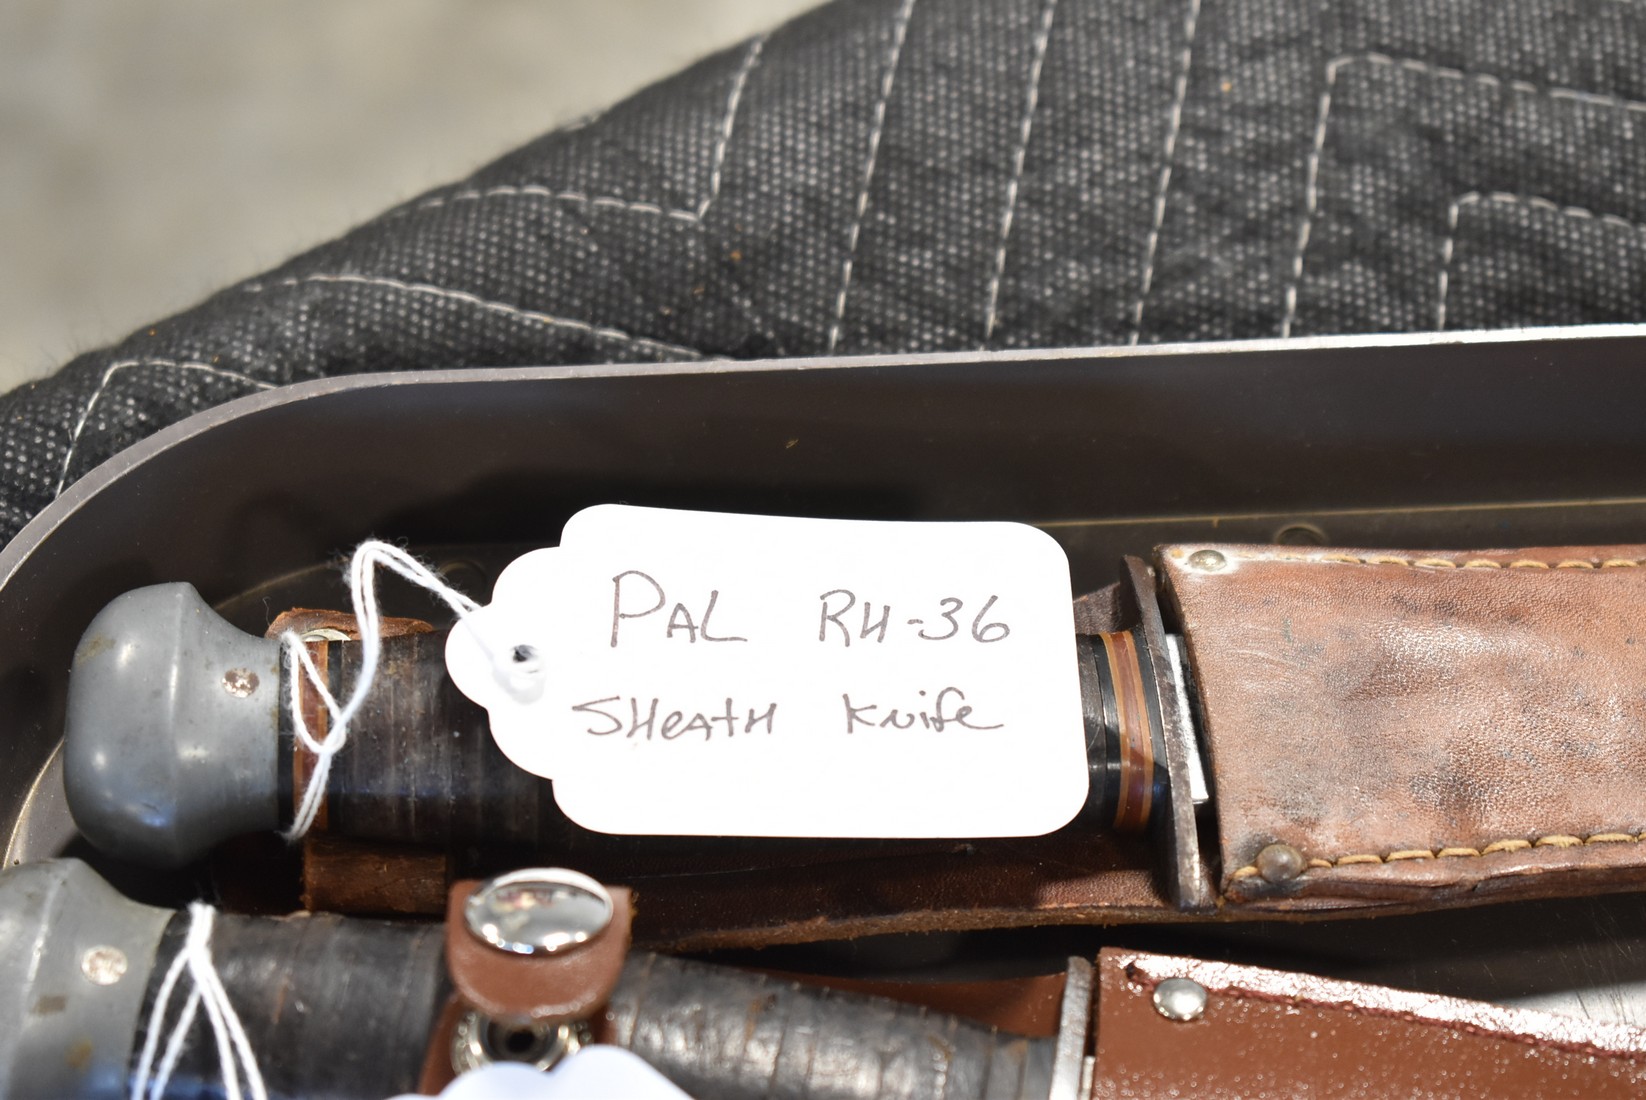 PAL RH-36
SHeATH Knife